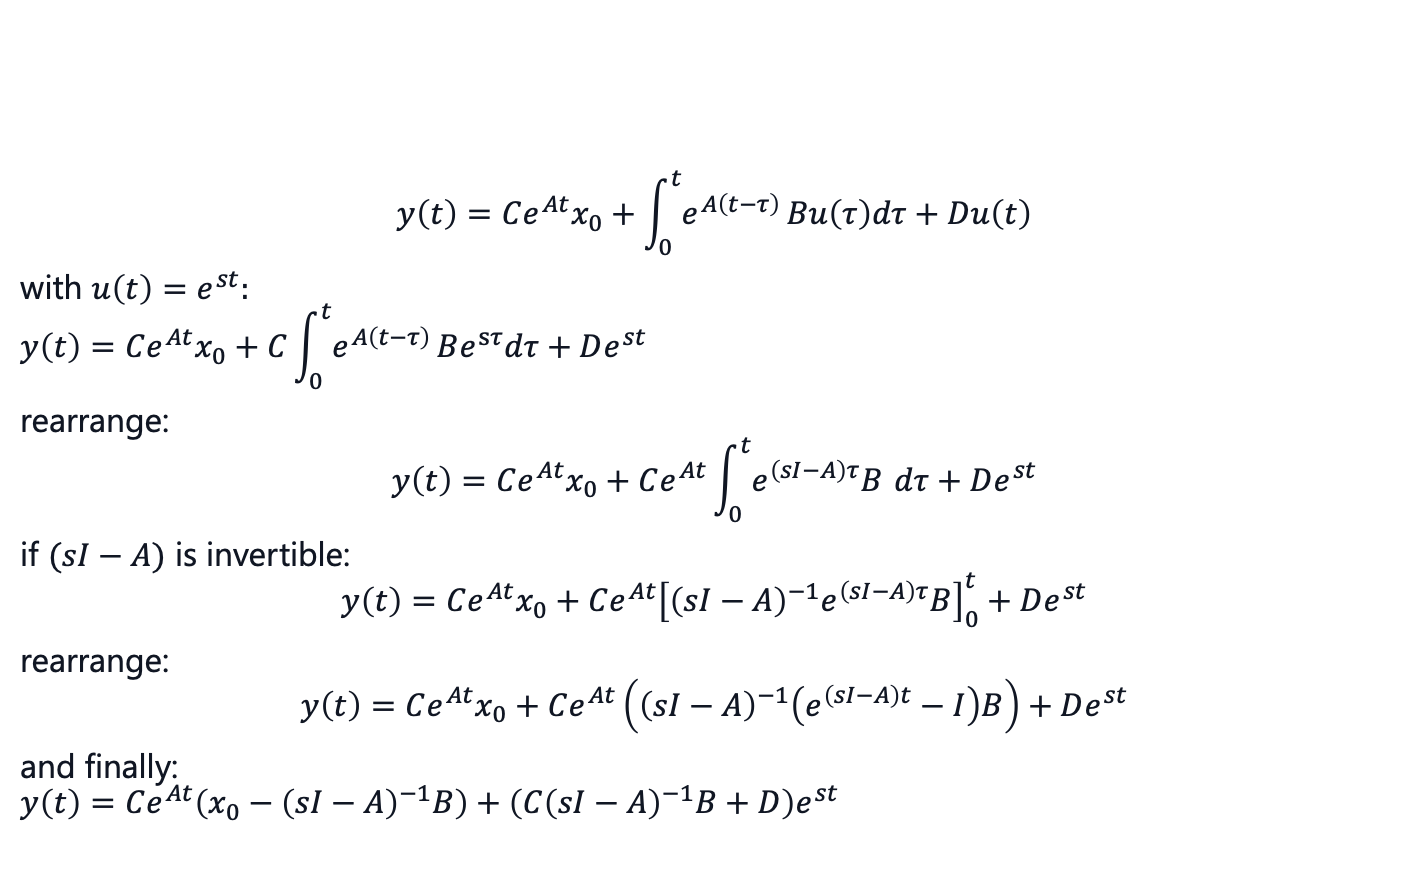 y(t) = Ce^{At}x_0 + ∫_0^t e^{A(t−τ)} Bu(τ)dτ + Du(t)
with u(t) = e^{st}:
y(t) = Ce^{At}x_0 + C∫_0^t e^{A(t−τ)} Be^{sτ}dτ + De^{st}
rearrange:
y(t) = Ce^{At}x_0 + Ce^{At} ∫_0^t e^{(sI−A)τ}B dτ + De^{st}
if (sI − A) is invertible:
y(t) = Ce^{At}x_0 + Ce^{At}[(sI − A)^{−1}e^{(sI−A)τ}B]_0^t + De^{st}
rearrange:
y(t) = Ce^{At}x_0 + Ce^{At}((sI − A)^{−1}(e^{(sI−A)t} − I)B) + De^{st}
and finally:
y(t) = Ce^{At}(x_0 − (sI − A)^{−1}B) + (C(sI − A)^{−1}B + D)e^{st}